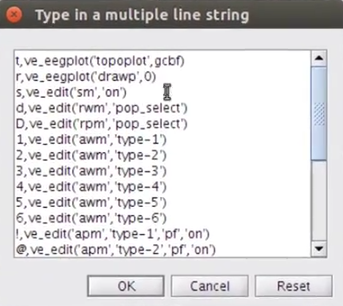 Type in a multiple line string
t,ve_eegplot('topoplot',gcbf)
r,ve_eegplot('drawp',0)
s,ve_edit('sm','on')
d,ve_edit('rwm','pop_select')
D,ve_edit('rpm','pop_select')
1,ve_edit('awm','type-1')
2,ve_edit('awm','type-2')
3,ve_edit('awm','type-3')
4,ve_edit('awm','type-4')
5,ve_edit('awm','type-5')
6,ve_edit('awm','type-6')
!,ve_edit('apm','type-1','pf','on')
@,ve_edit('apm','type-2','pf','on')
OK Cancel Reset